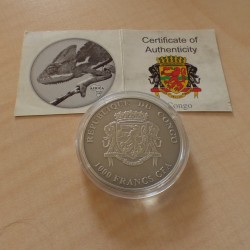 Certificate of
Authenticity
Congo
REPUBLIQUE DU CONGO
1000 FRANCS CFA